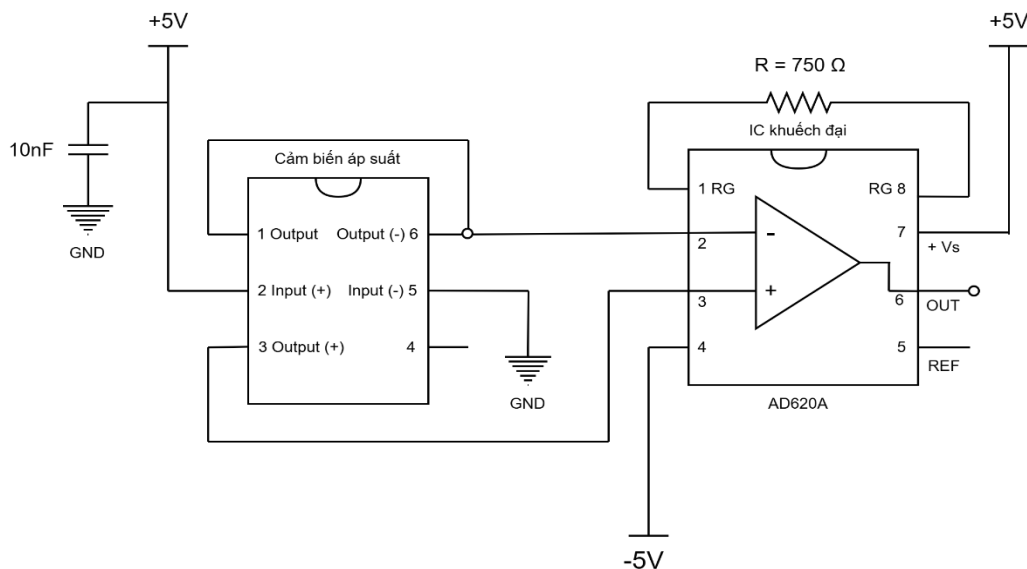 +5V
10nF
GND
Cảm biến áp suất
1 Output
Output (-) 6
2 Input (+)
Input (-) 5
3 Output (+)
4
GND
+5V
R = 750 Ω
IC khuếch đại
1 RG
RG 8
2
-
7
+ Vs
3
+
6
OUT
4
5
REF
AD620A
-5V